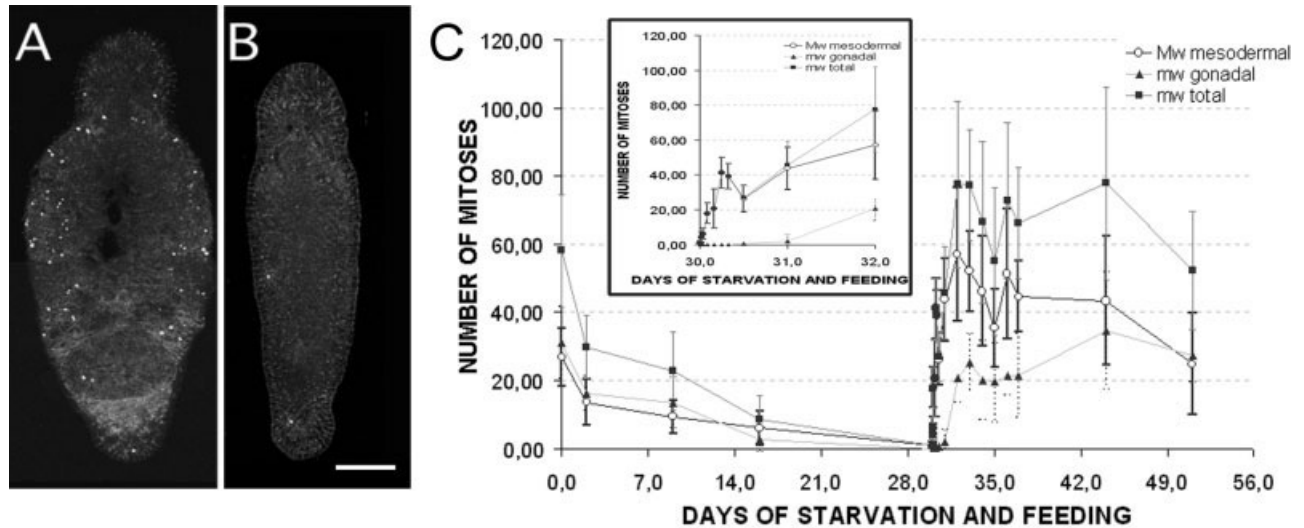 A
B
C
120,00
100,00
80,00
60,00
40,00
20,00
0,00
NUMBER OF MITOSES
0,0 7,0 14,0 21,0 28,0 35,0 42,0 49,0 56,0
DAYS OF STARVATION AND FEEDING
Mw mesodermal
mw gonadal
mw total
120,00
100,00
80,00
60,00
40,00
20,00
0,00
NUMBER OF MITOSES
30,0 31,0 32,0
DAYS OF STARVATION AND FEEDING
Mw mesodermal
mw gonadal
mw total